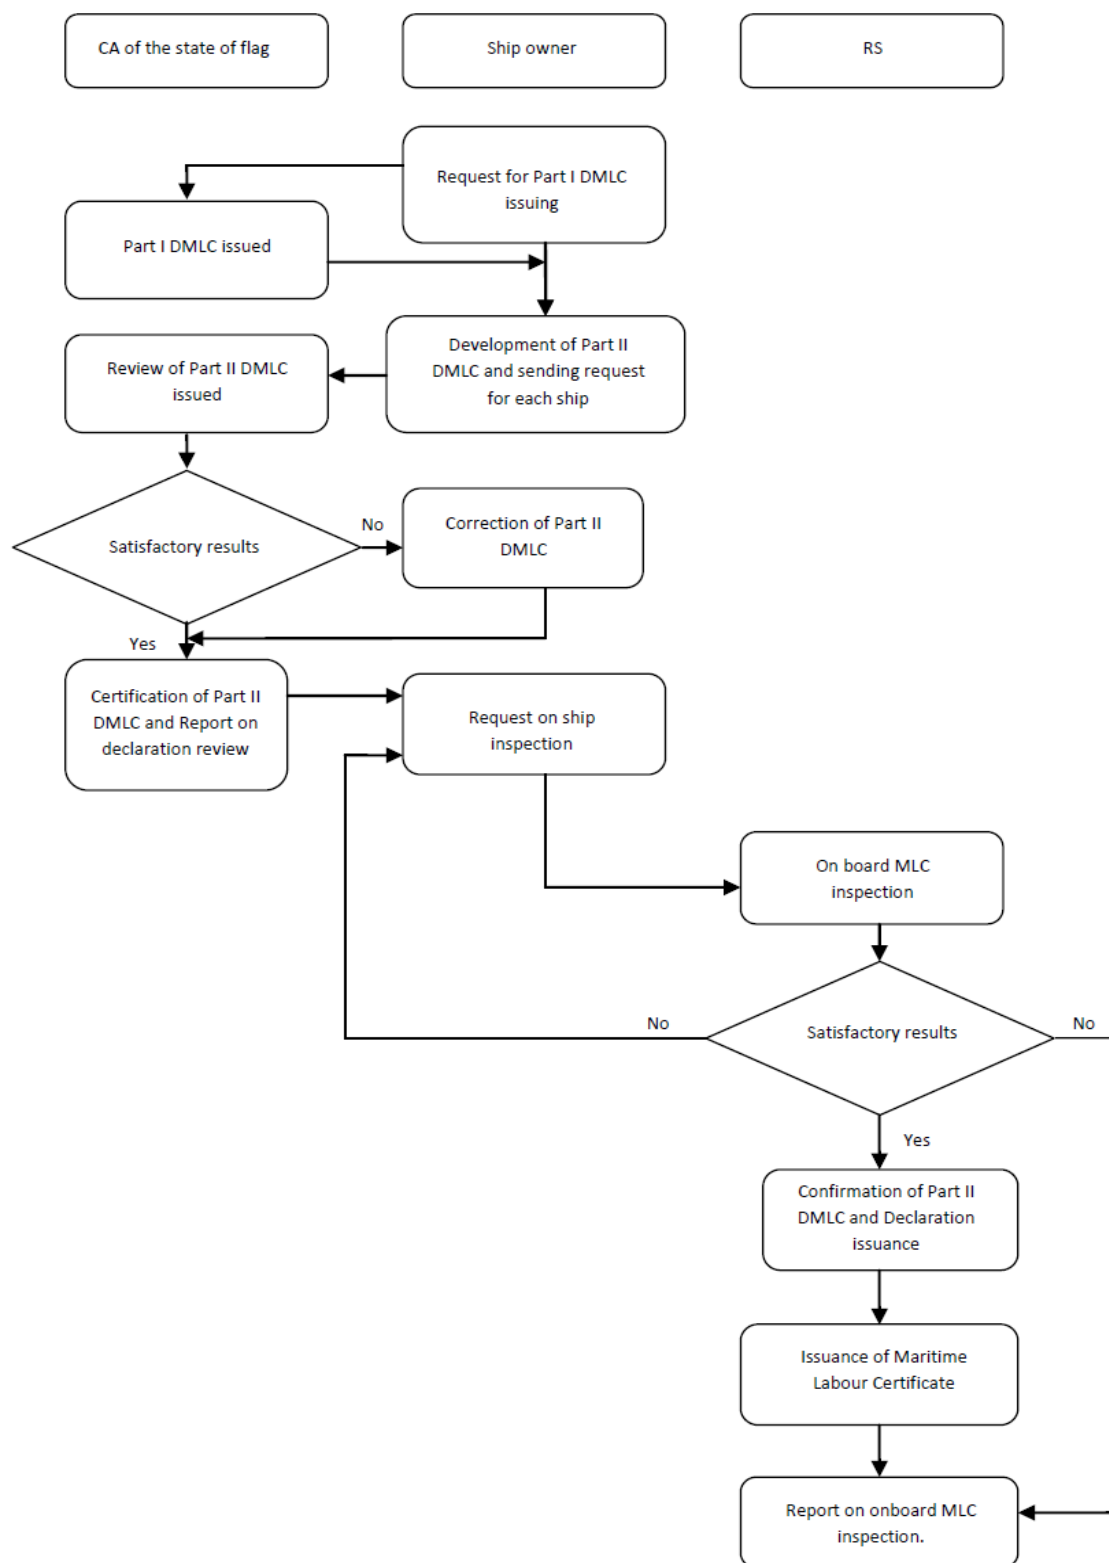 CA of the state of flag
Ship owner
RS
Request for Part I DMLC
issuing
Part I DMLC issued
Development of Part II
DMLC and sending request
for each ship
Review of Part II DMLC
issued
Satisfactory results
No
Correction of Part II
DMLC
Yes
Certification of Part II
DMLC and Report on
declaration review
Request on ship
inspection
On board MLC
inspection
No
Satisfactory results
No
Yes
Confirmation of Part II
DMLC and Declaration
issuance
Issuance of Maritime
Labour Certificate
Report on onboard MLC
inspection.